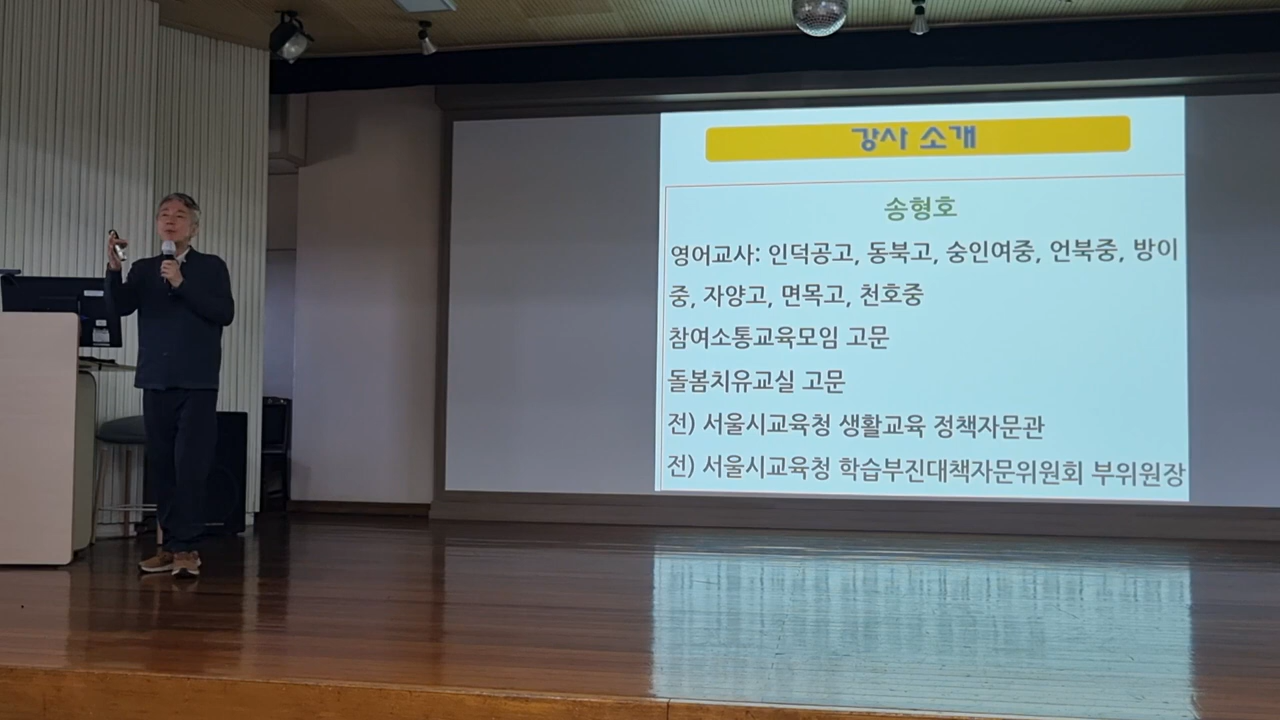 강사 소개
송형호
영어교사: 인덕공고, 동북고, 숭인여중, 언북중, 방이
중, 자양고, 면목고, 천호중
참여소통교육모임 고문
돌봄치유교실 고문
전) 서울시교육청 생활교육 정책자문관
전) 서울시교육청 학습부진대책자문위원회 부위원장